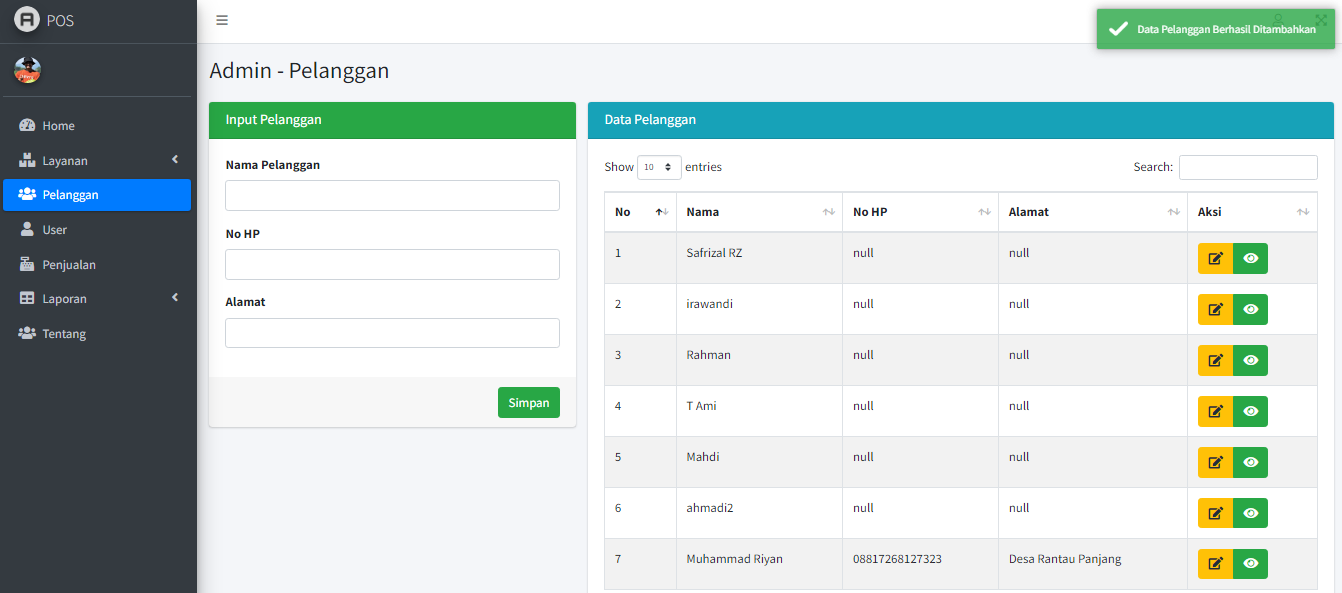 POS
Data Pelanggan Berhasil Ditambahkan
Admin - Pelanggan
Home
Layanan
Pelanggan
User
Penjualan
Laporan
Tentang
Input Pelanggan
Nama Pelanggan
No HP
Alamat
Simpan
Data Pelanggan
Show 10 entries Search:
No Nama No HP Alamat Aksi
1 Safrizal RZ null null
2 irawandi null null
3 Rahman null null
4 T Ami null null
5 Mahdi null null
6 ahmadi2 null null
7 Muhammad Riyan 08817268127323 Desa Rantau Panjang